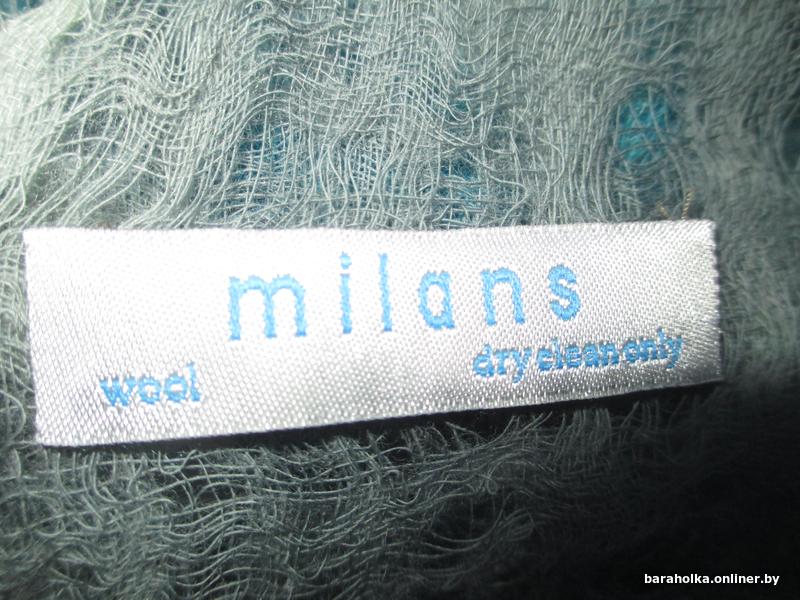 milans
wool dry clean only
baraholka.onliner.by